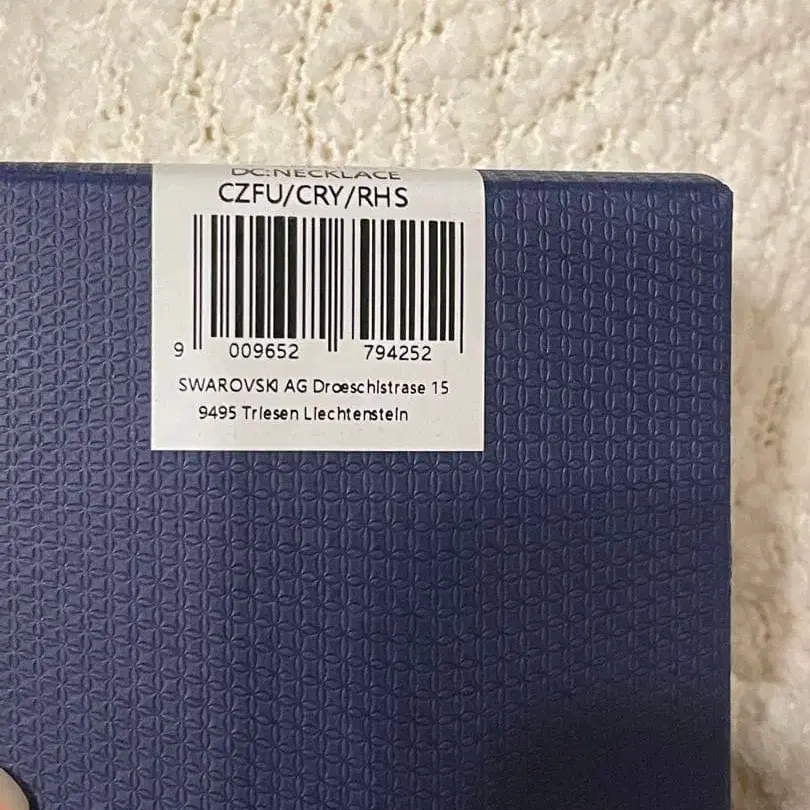 DC:NECKLACE
CZFU/CRY/RHS
9 009652 794252
SWAROVSKI AG Droeschistrase 15
9495 Triesen Liechtenstein